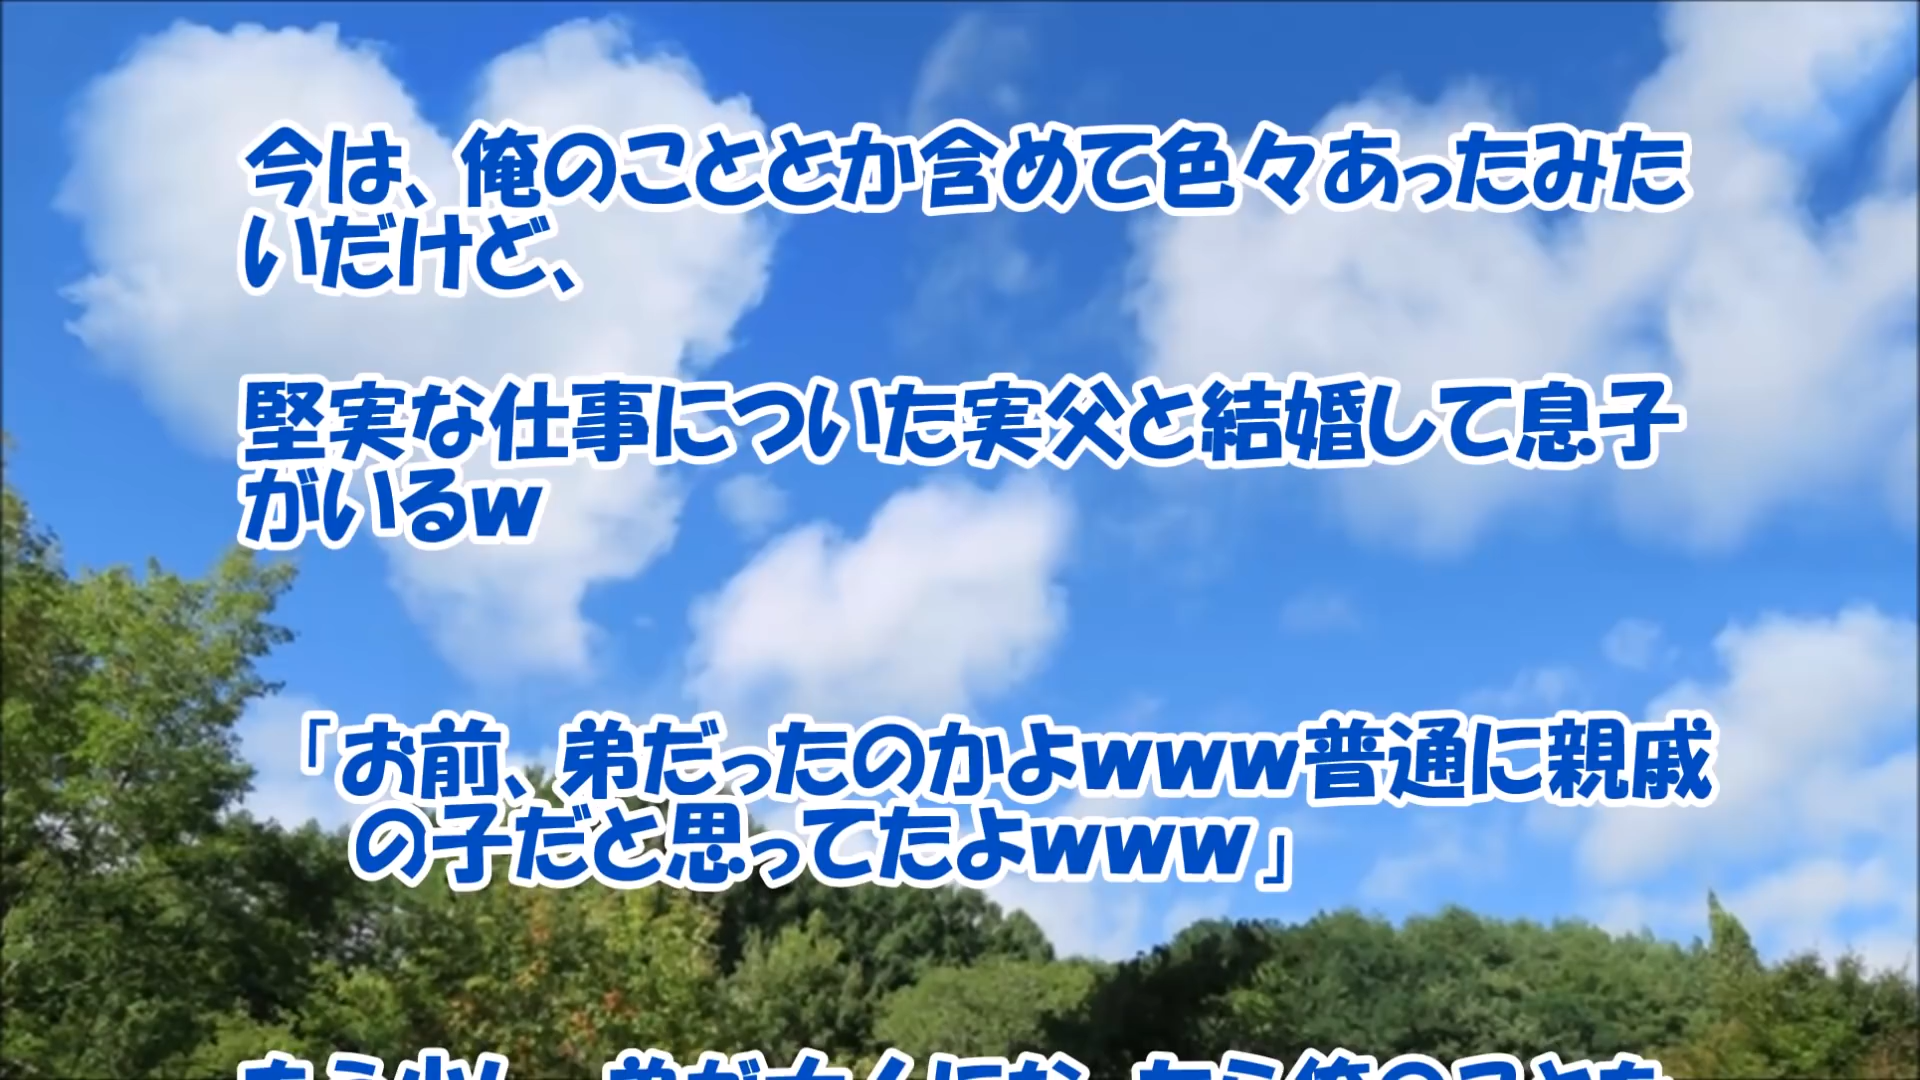 今は、俺のこととか含めて色々あったみた
いだけど、
堅実な仕事についた実父と結婚して息子
がいるw
「お前、弟だったのかよwww普通に親戚
の子だと思ってたよwww」